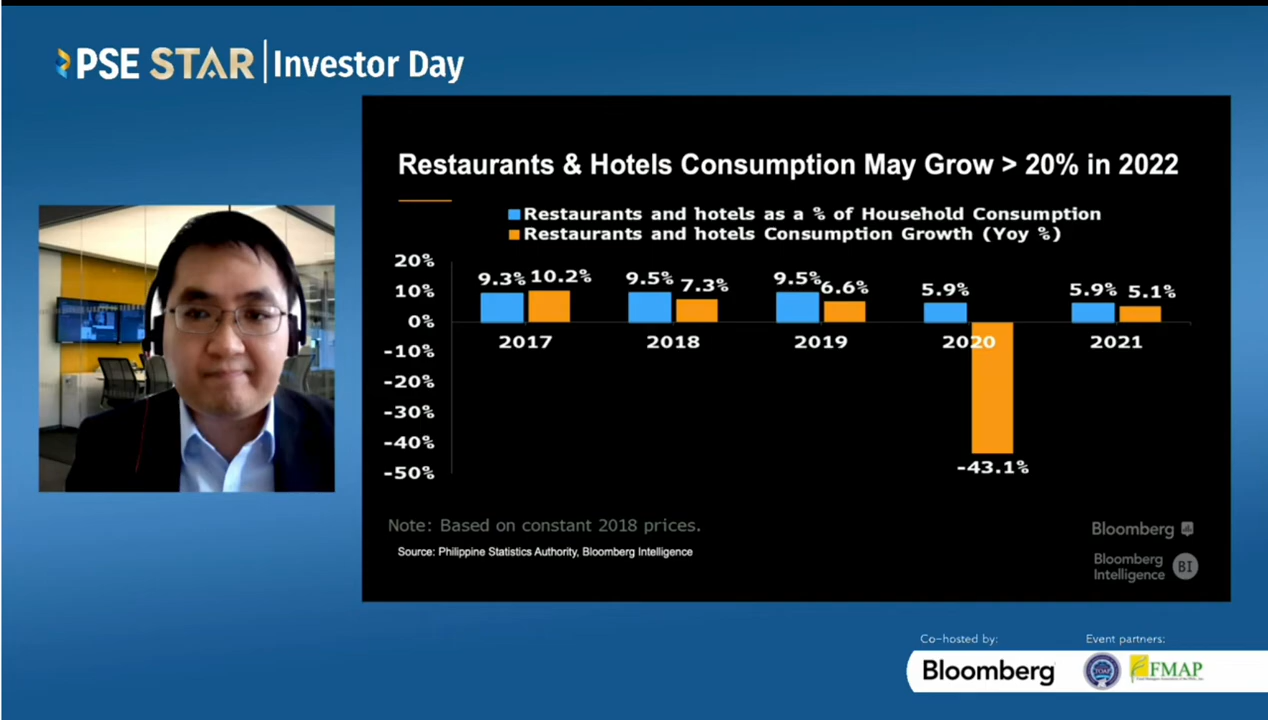 PSE STAR Investor Day
Restaurants & Hotels Consumption May Grow > 20% in 2022
Restaurants and hotels as a % of Household Consumption
Restaurants and hotels Consumption Growth (Yoy %)
20%
10%
0%
-10%
-20%
-30%
-40%
-50%
9.3% 10.2% 9.5% 7.3% 9.5% 6.6% 5.9% 5.9% 5.1%
2017 2018 2019 2020 2021
-43.1%
Note: Based on constant 2018 prices.
Source: Philippine Statistics Authority, Bloomberg Intelligence
Bloomberg
Bloomberg
Intelligence BI
Co-hosted by:
Bloomberg
Event partners:
FMAP